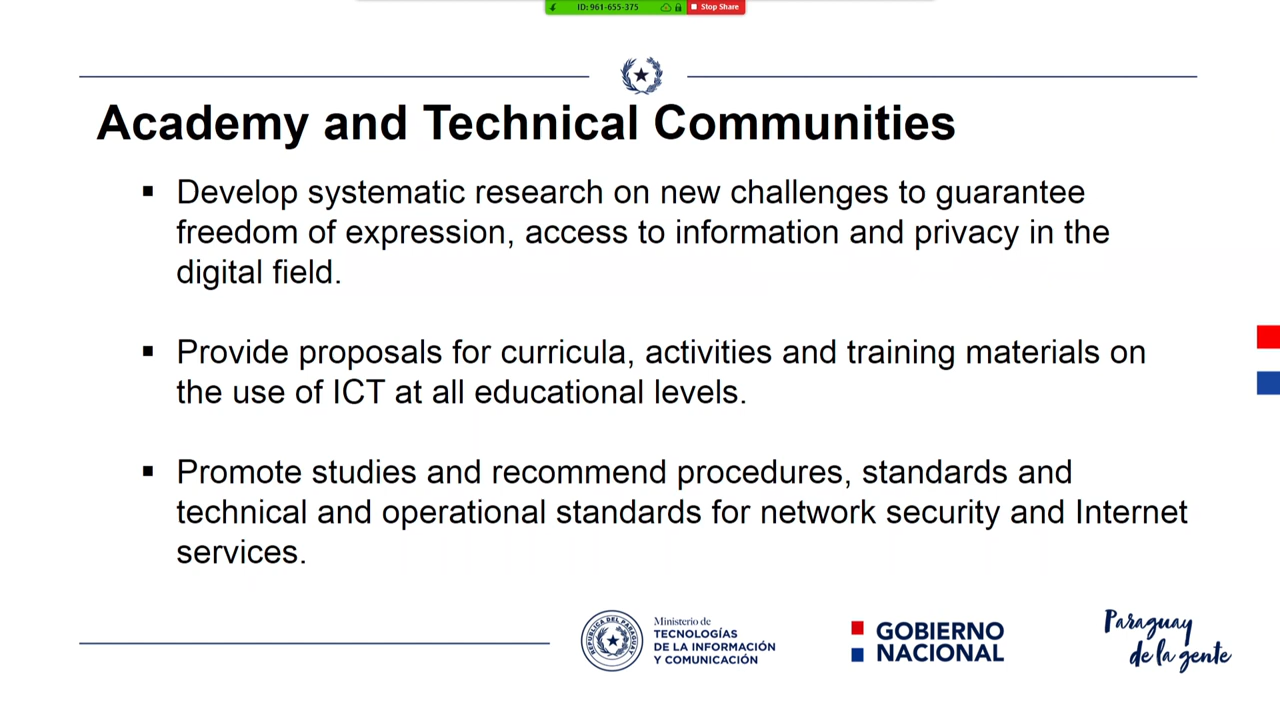 ID: 961-655-375
Stop Share
Academy and Technical Communities
▪ Develop systematic research on new challenges to guarantee
freedom of expression, access to information and privacy in the
digital field.
▪ Provide proposals for curricula, activities and training materials on
the use of ICT at all educational levels.
▪ Promote studies and recommend procedures, standards and
technical and operational standards for network security and Internet
services.
REPUBLICA DEL PARAGUAY
Ministerio de
TECNOLOGÍAS
DE LA INFORMACIÓN
Y COMUNICACIÓN
GOBIERNO
NACIONAL
Paraguay
de la gente